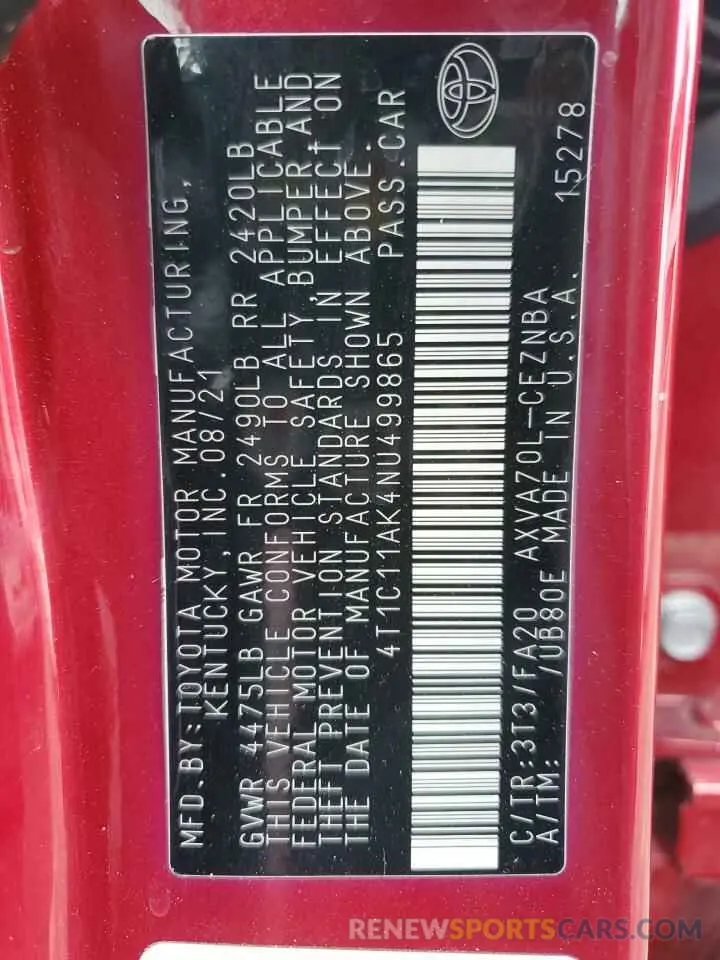 MFD.BY:TOYOTA MOTOR MANUFACTURING,
KENTUCKY,INC.08/21
GVWR 4475LB GAWR FR 2490LB RR 2420LB
THIS VEHICLE CONFORMS TO ALL APPLICABLE
FEDERAL MOTOR VEHICLE SAFETY, BUMPER,AND
THEFT PREVENTION STANDARDS IN EFFECT ON
THE DATE OF MANUFACTURE SHOWN ABOVE.
4T1C11AK4NU499865 PASS.CAR
C/TR:3T3/FA20 AXVA70L-CEZNBA 15278
A/TM: /UB80E MADE IN U.S.A.
RENEWSPORTSCARS.COM